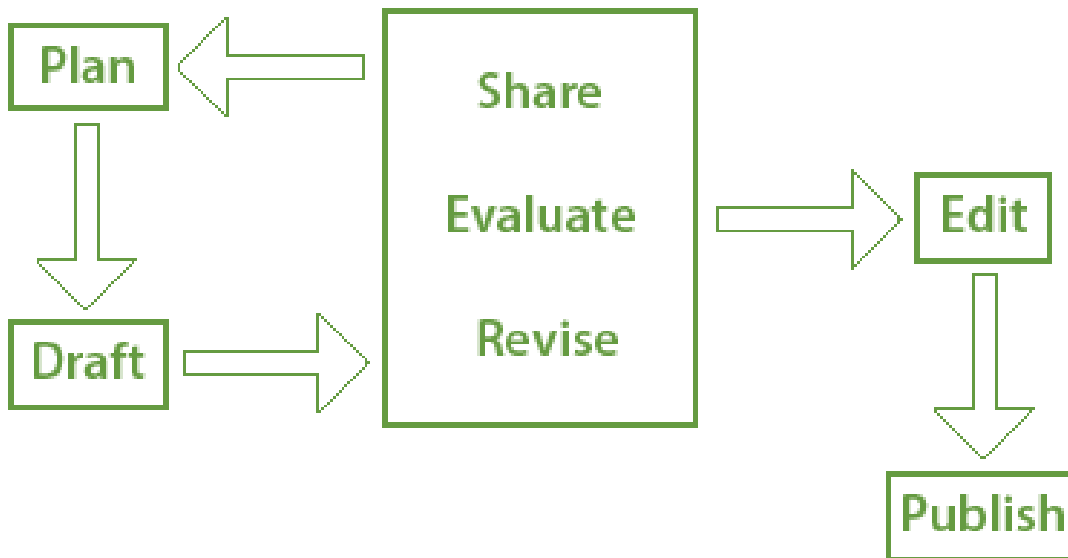 Plan
Share
Evaluate
Edit
Revise
Draft
Publish